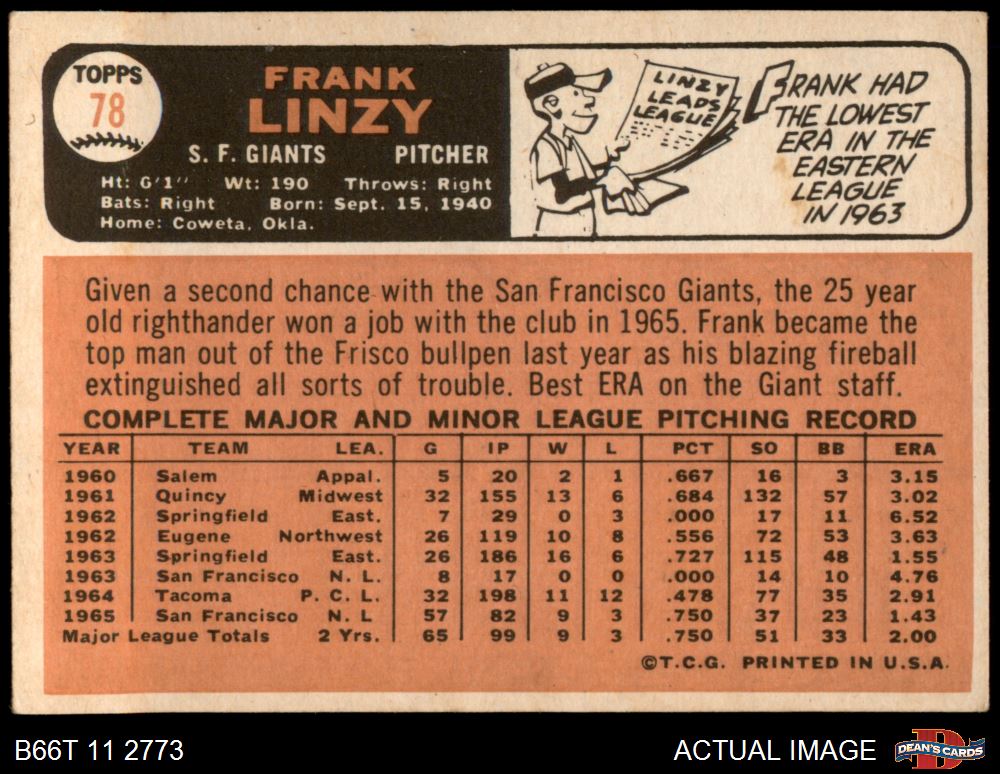 TOPPS
78
FRANK
LINZY
S. F. GIANTS PITCHER
Ht: 6'1" Wt: 190 Throws: Right
Bats: Right Born: Sept. 15, 1940
Home: Coweta, Okla.
LINZY
LEADS
LEAGUE
FRANK HAD
THE LOWEST
ERA IN THE
EASTERN
LEAGUE
IN 1963
Given a second chance with the San Francisco Giants, the 25 year
old righthander won a job with the club in 1965. Frank became the
top man out of the Frisco bullpen last year as his blazing fireball
extinguished all sorts of trouble. Best ERA on the Giant staff.
COMPLETE MAJOR AND MINOR LEAGUE PITCHING RECORD
YEAR TEAM LEA. G IP W L PCT SO BB ERA
1960 Salem Appal. 5 20 2 1 .667 16 3 3.15
1961 Quincy Midwest 32 155 13 6 .684 132 57 3.02
1962 Springfield East. 7 29 0 3 .000 17 11 6.52
1962 Eugene Northwest 26 119 10 8 .556 72 53 3.63
1963 Springfield East. 26 186 16 6 .727 115 48 1.55
1963 San Francisco N. L. 8 17 0 0 .000 14 10 4.76
1964 Tacoma P. C. L. 32 198 11 12 .478 77 35 2.91
1965 San Francisco N. L 57 82 9 3 .750 37 23 1.43
Major League Totals 2 Yrs. 65 99 9 3 .750 51 33 2.00
©T.C.G. PRINTED IN U.S.A.
B66T 11 2773 ACTUAL IMAGE DEAN'S CARDS